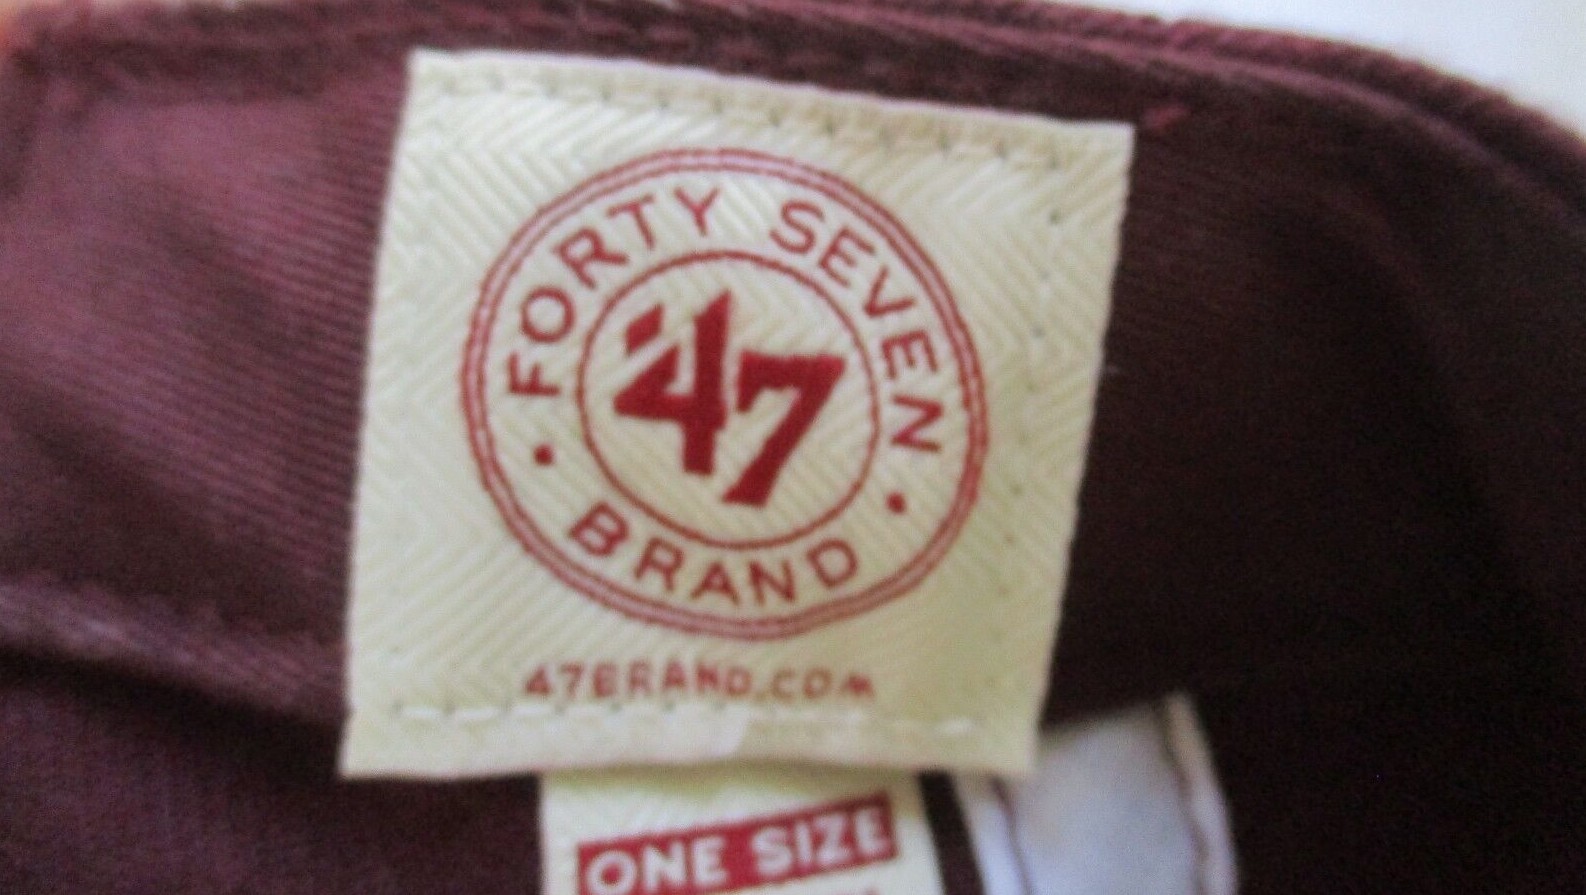 FORTY SEVEN
'47
BRAND
47BRAND.COM
ONE SIZE